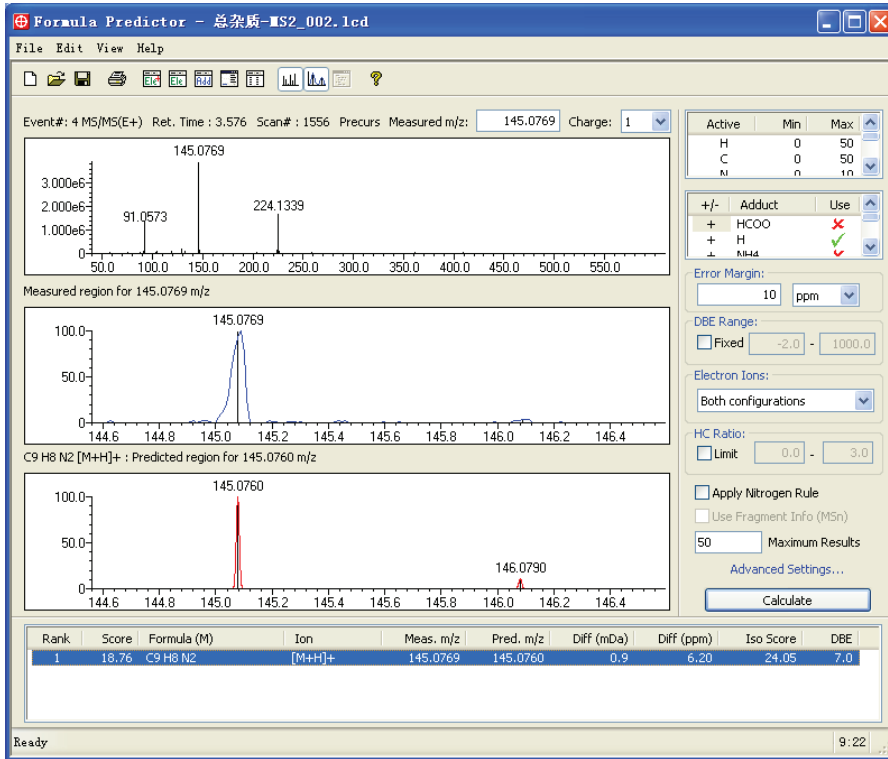 Formula Predictor - 总杂质-MS2_002.lcd
File Edit View Help
Event#: 4 MS/MS(E+) Ret. Time : 3.576 Scan# : 1556 Precurs Measured m/z: 145.0769 Charge: 1
145.0769
3.000e6
2.000e6
91.0573
224.1339
1.000e6
0
50.0 100.0 150.0 200.0 250.0 300.0 350.0 400.0 450.0 500.0 550.0
Measured region for 145.0769 m/z
145.0769
100.0
50.0
0
144.6 144.8 145.0 145.2 145.4 145.6 145.8 146.0 146.2 146.4
C9 H8 N2 [M+H]+ : Predicted region for 145.0760 m/z
145.0760
100.0
50.0
146.0790
0
144.6 144.8 145.0 145.2 145.4 145.6 145.8 146.0 146.2 146.4
Active Min Max
H 0 50
C 0 50
N 0 10
+/- Adduct Use
+ HCOO
+ H
+ NH4
Error Margin:
10 ppm
DBE Range:
Fixed -2.0 - 1000.0
Electron Ions:
Both configurations
HC Ratio:
Limit 0.0 - 3.0
Apply Nitrogen Rule
Use Fragment Info (MSn)
50 Maximum Results
Advanced Settings...
Calculate
Rank Score Formula (M) Ion Meas. m/z Pred. m/z Diff (mDa) Diff (ppm) Iso Score DBE
1 18.76 C9 H8 N2 [M+H]+ 145.0769 145.0760 0.9 6.20 24.05 7.0
Ready 9:22